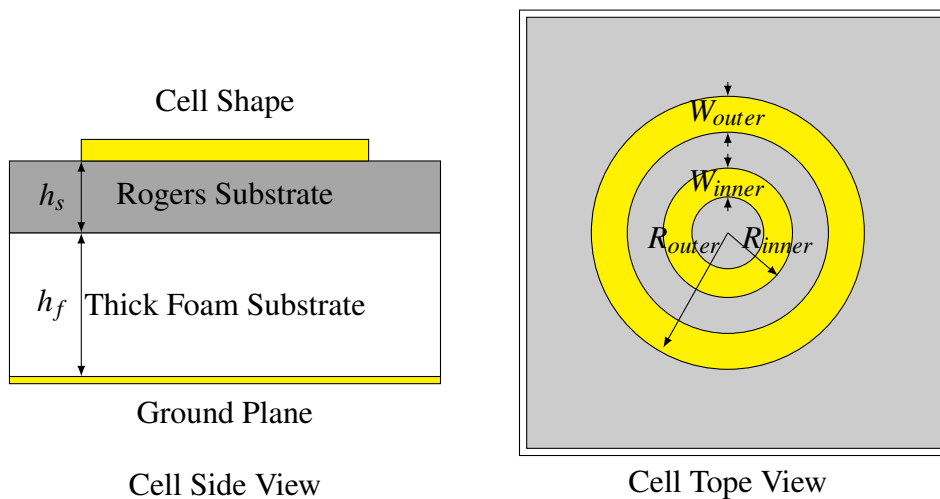 Cell Shape
h_s
Rogers Substrate
h_f
Thick Foam Substrate
Ground Plane
Cell Side View
W_outer
W_inner
R_outer
R_inner
Cell Tope View